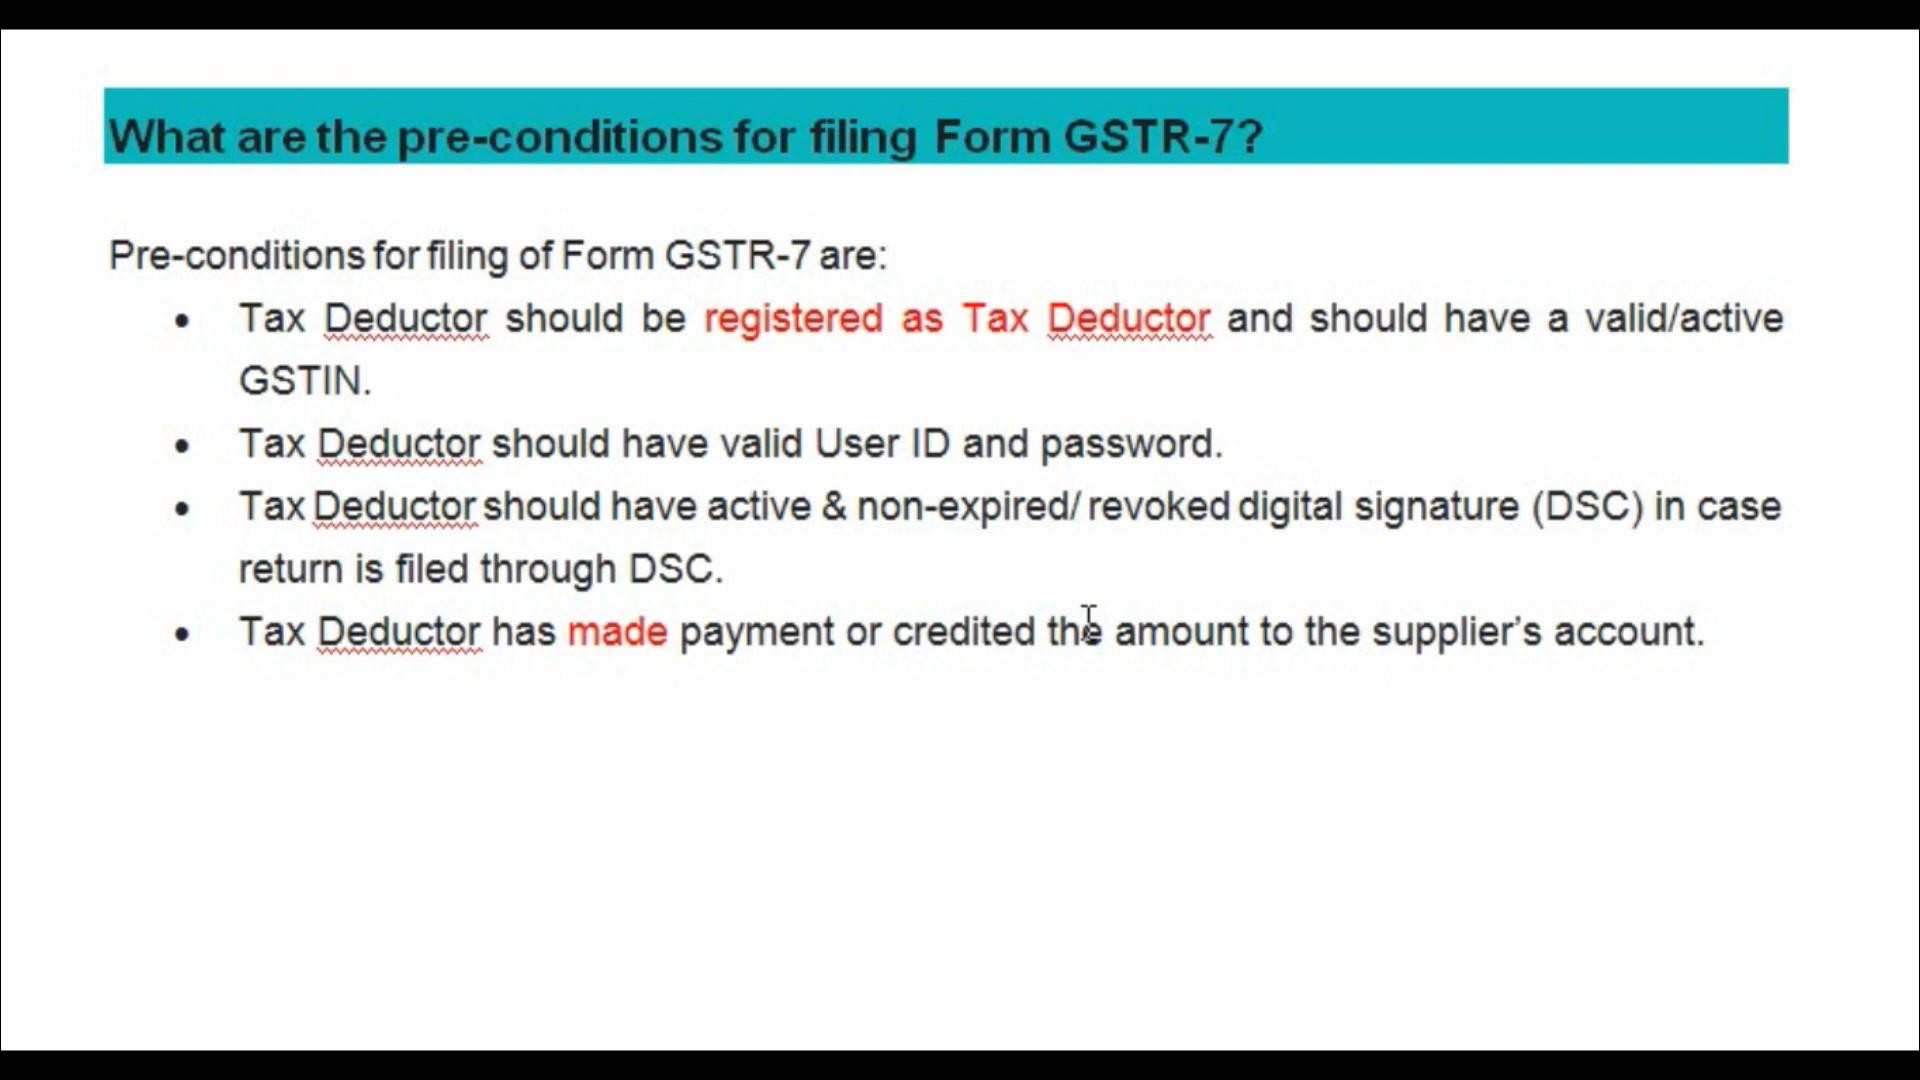 What are the pre-conditions for filing Form GSTR-7?
Pre-conditions for filing of Form GSTR-7 are:
• Tax Deductor should be registered as Tax Deductor and should have a valid/active
GSTIN.
• Tax Deductor should have valid User ID and password.
• Tax Deductor should have active & non-expired/ revoked digital signature (DSC) in case
return is filed through DSC.
• Tax Deductor has made payment or credited the amount to the supplier’s account.